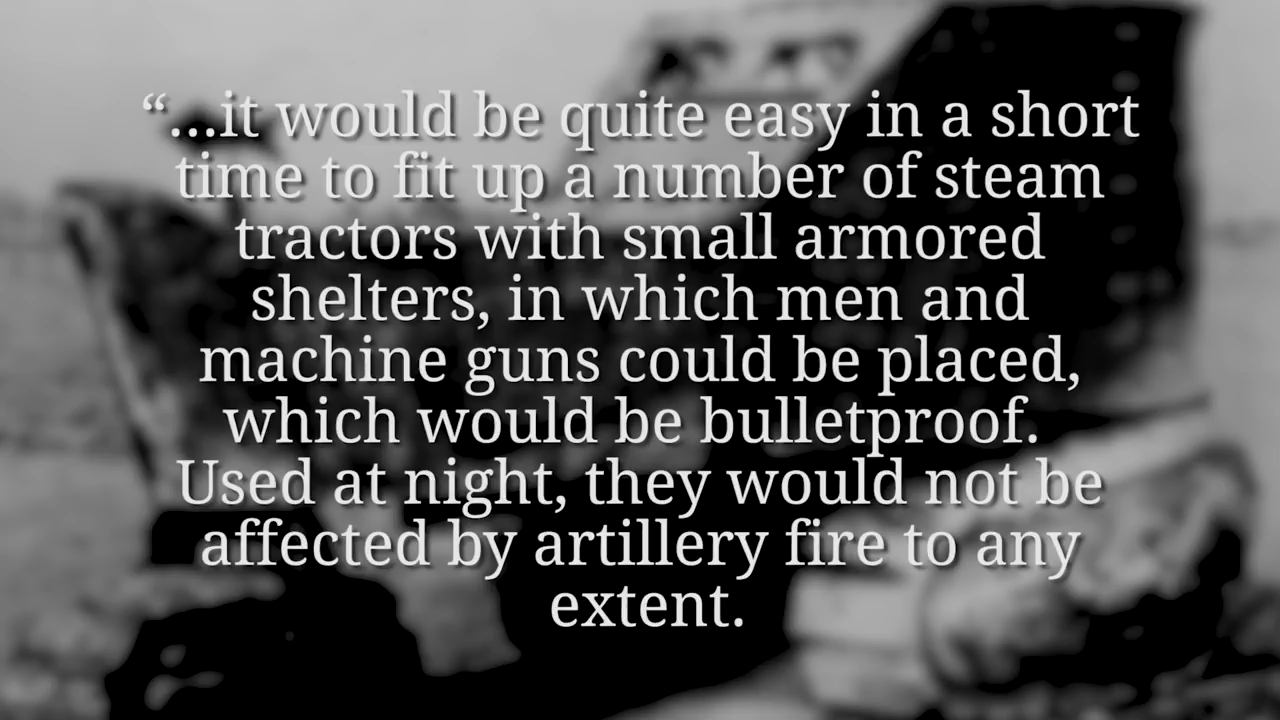 “...it would be quite easy in a short
time to fit up a number of steam
tractors with small armored
shelters, in which men and
machine guns could be placed,
which would be bulletproof.
Used at night, they would not be
affected by artillery fire to any
extent.